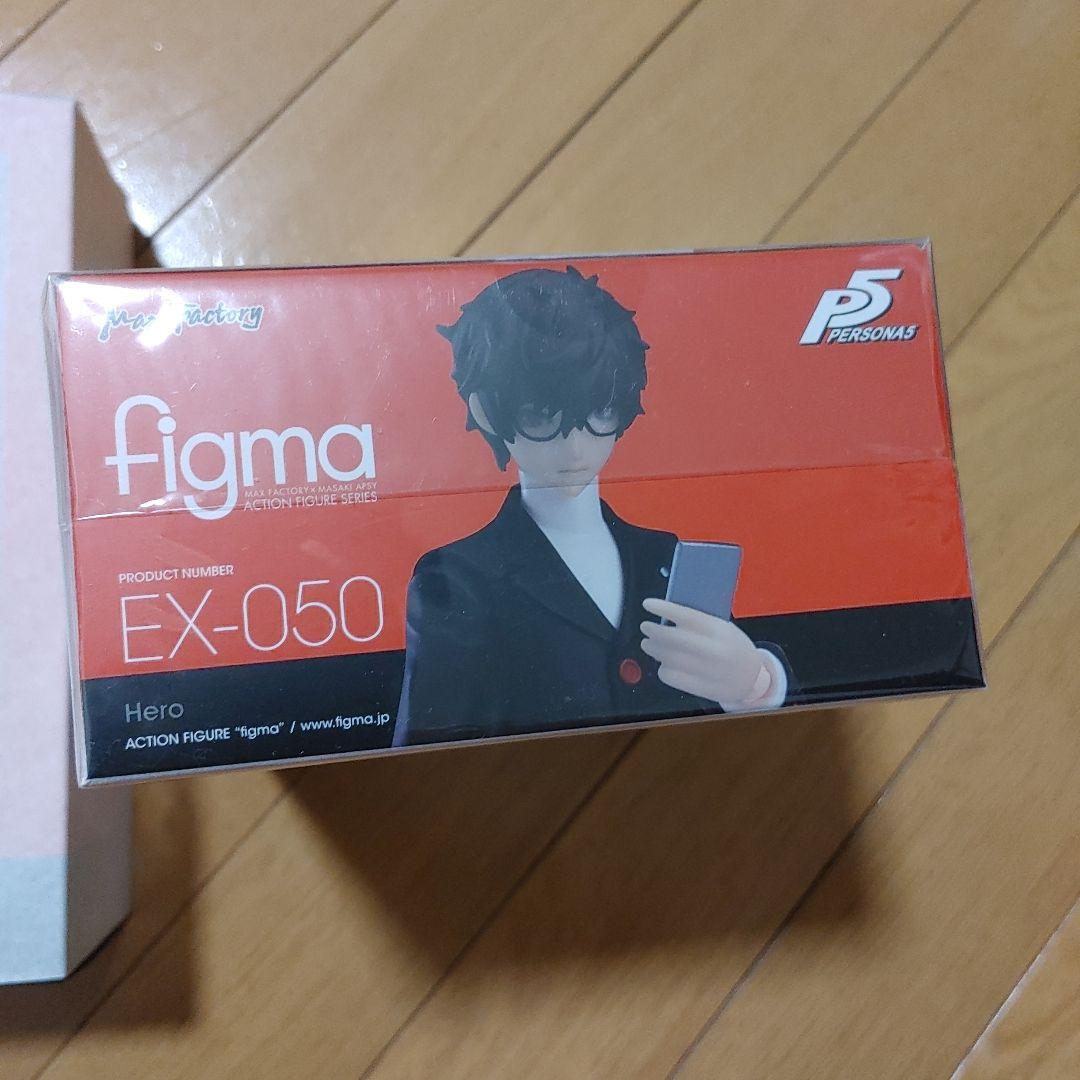 Max Factory
P5
PERSONA5
figma
MAX FACTORY × MASAKI APSY
ACTION FIGURE SERIES
PRODUCT NUMBER
EX-050
Hero
ACTION FIGURE "figma" / www.figma.jp